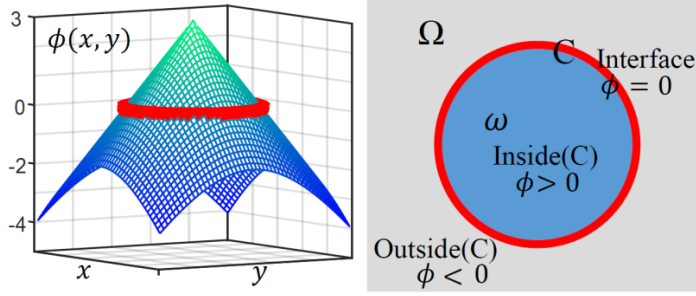 3
ϕ(x, y)
0
-2
-4
x
y
Ω
C
Interface
ϕ = 0
ω
Inside(C)
ϕ> 0
Outside(C)
ϕ < 0